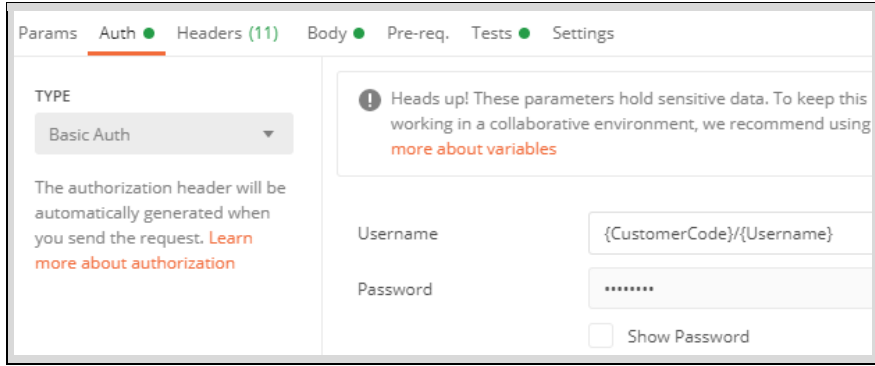 Params Auth Headers (11) Body Pre-req. Tests Settings
TYPE
Basic Auth
The authorization header will be
automatically generated when
you send the request. Learn
more about authorization
Heads up! These parameters hold sensitive data. To keep this
working in a collaborative environment, we recommend using
more about variables
Username {CustomerCode}/{Username}
Password ••••••••
Show Password